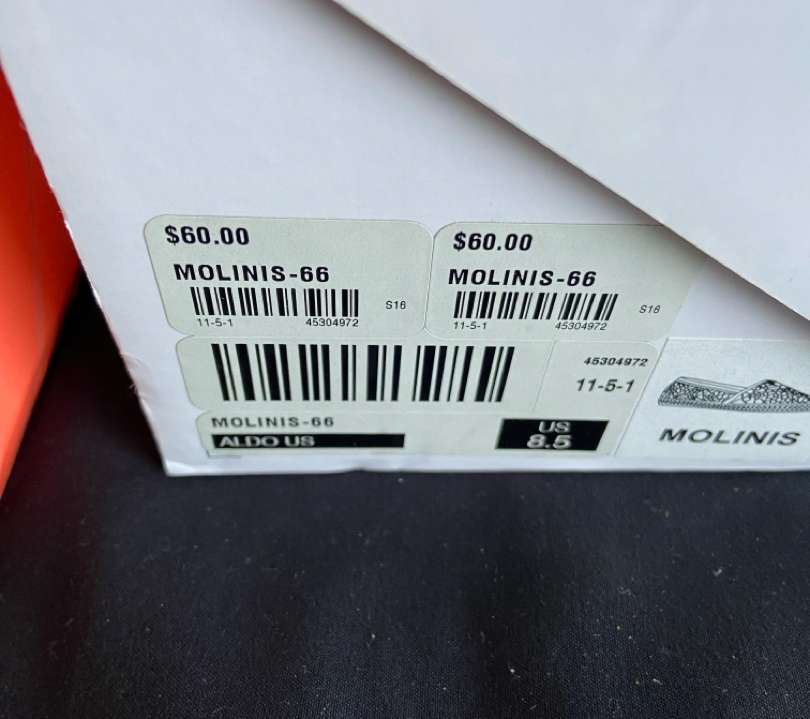 $60.00
MOLINIS-66
S16
11-5-1 45304972
$60.00
MOLINIS-66
S16
11-5-1 45304972
45304972
11-5-1
MOLINIS-66
ALDO US
US
8.5
MOLINIS